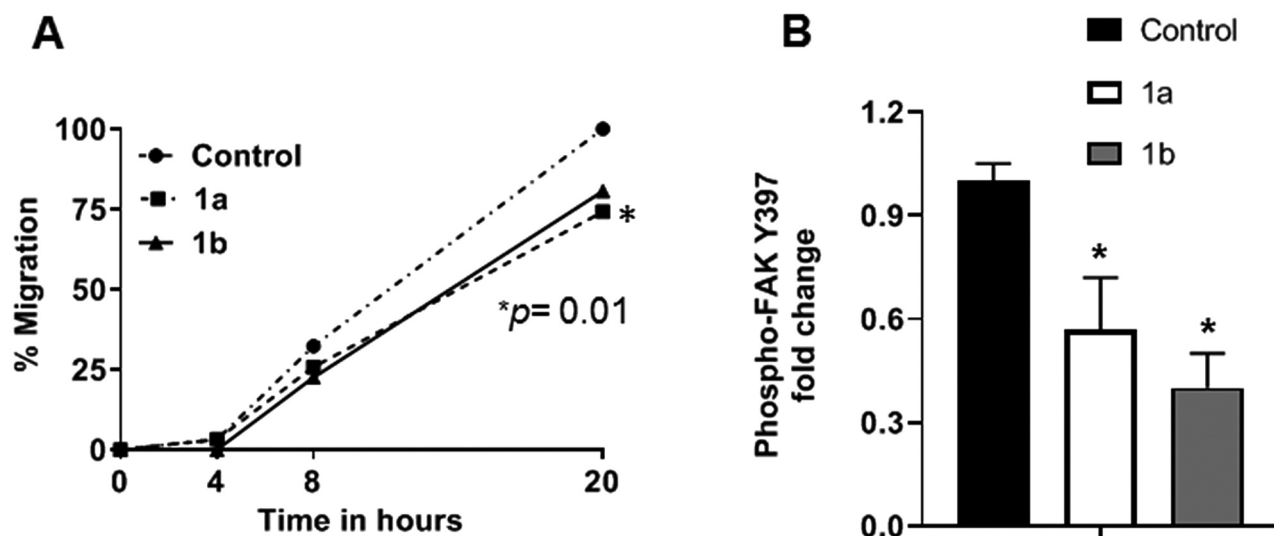 A
100
75
50
25
0
% Migration
Control
1a
1b
*
*p= 0.01
0 4 8 20
Time in hours
B
Control
1a
1b
1.2
0.9
0.6
0.3
0.0
Phospho-FAK Y397
fold change
*
*